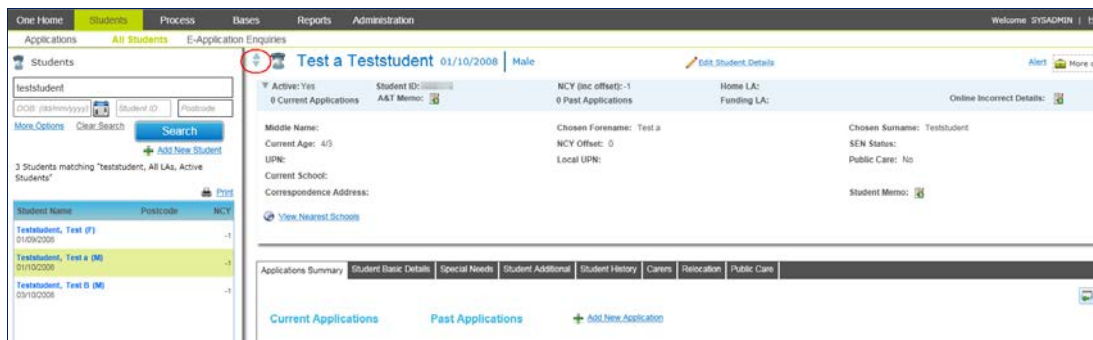 One Home Students Process Bases Reports Administration Welcome SYSADMIN |
Applications All Students E-Application Enquiries
Students
teststudent
DOB (dd/mm/yyyy) Student ID Postcode
More Options Clear Search Search
Add New Student
3 Students matching "teststudent, All LAs, Active
Students"
Print
Student Name Postcode NCY
Teststudent, Test (F) -1
01/09/2008
Teststudent, Test a (M) -1
01/10/2008
Teststudent, Test B (M) -1
03/10/2008
Test a Teststudent 01/10/2008 Male Edit Student Details Alert More
Active: Yes Student ID: NCY (inc offset): -1 Home LA:
0 Current Applications A&T Memo: 0 Past Applications Funding LA: Online Incorrect Details:
Middle Name: Chosen Forename: Test a Chosen Surname: Teststudent
Current Age: 4/3 NCY Offset: 0 SEN Status:
UPN: Local UPN: Public Care: No
Current School:
Correspondence Address: Student Memo:
View Nearest Schools
Applications Summary Student Basic Details Special Needs Student Additional Student History Carers Relocation Public Care
Current Applications Past Applications Add New Application